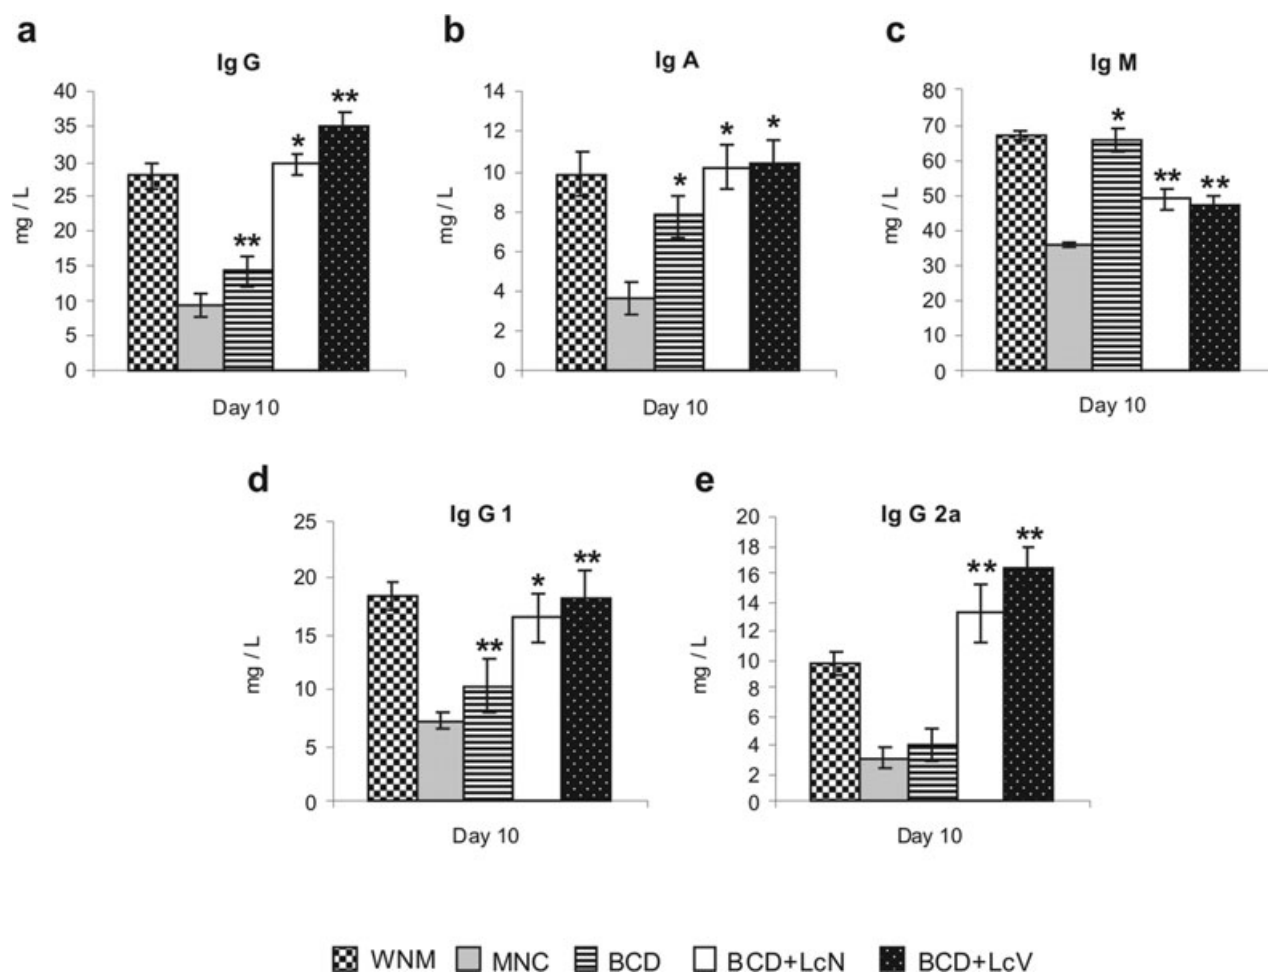 a
Ig G
40
35
30
25
20
15
10
5
0
mg / L
**
*
**
Day 10
b
Ig A
14
12
10
8
6
4
2
0
mg / L
*
*
*
Day 10
c
Ig M
80
70
60
50
40
30
20
10
0
mg / L
*
**
**
Day 10
d
Ig G 1
25
20
15
10
5
0
mg / L
**
*
**
Day 10
e
Ig G 2a
20
18
16
14
12
10
8
6
4
2
0
mg / L
**
**
Day 10
WNM MNC BCD BCD+LcN BCD+LcV